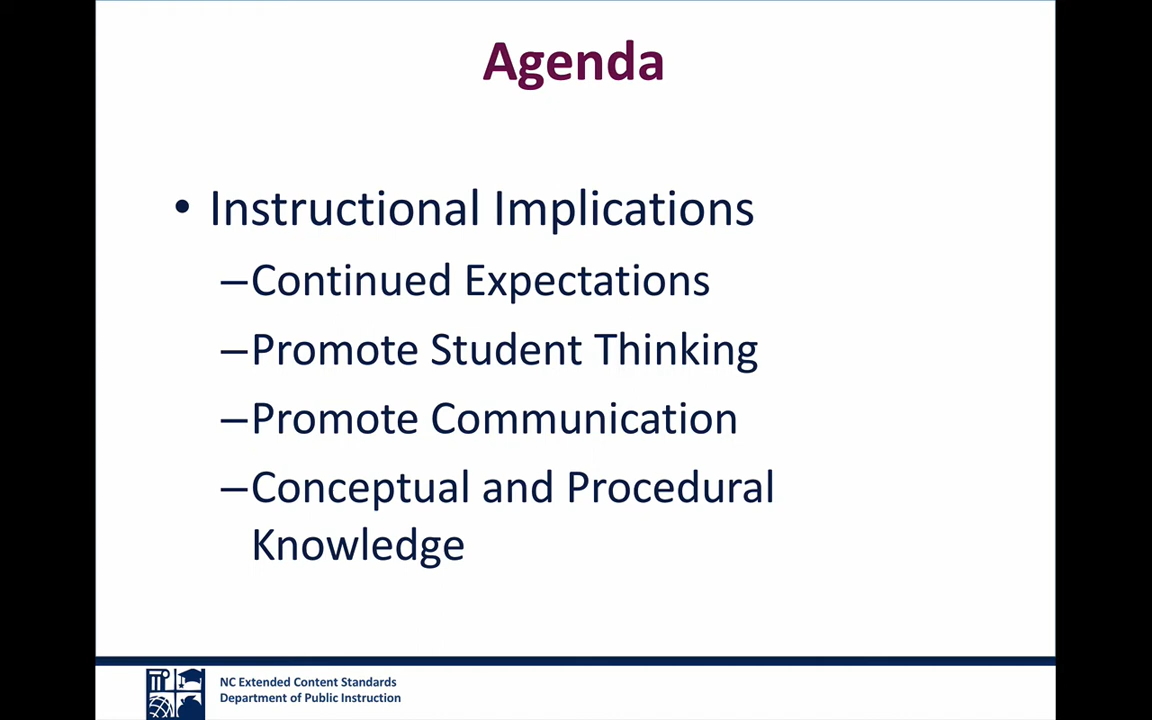 Agenda
• Instructional Implications
–Continued Expectations
–Promote Student Thinking
–Promote Communication
–Conceptual and Procedural
Knowledge
NC Extended Content Standards
Department of Public Instruction